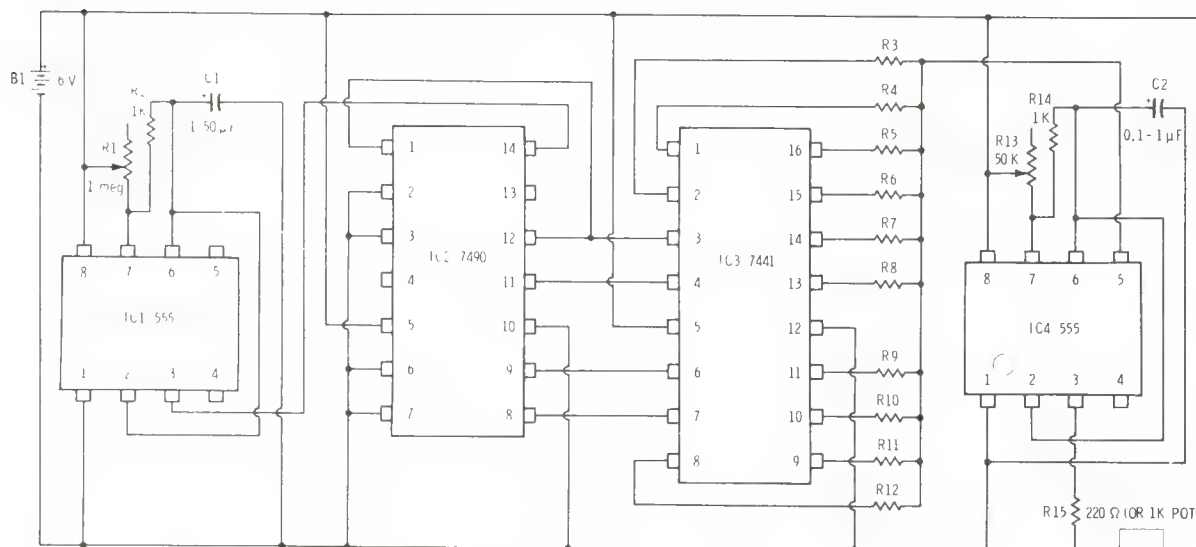 B1 6 V
R1
1 meg
1K
C1
1-50 µF
8 7 6 5
IC1 555
1 2 3 4
1 14
2 13
3 12
IC2 7490
4 11
5 10
6 9
7 8
R3
R4
R5
R6
R7
R8
R9
R10
R11
R12
1 16
2 15
3 14
IC3 7441
4 13
5 12
6 11
7 10
8 9
R14
1K
C2
0.1-1 µF
R13
50 K
8 7 6 5
IC4 555
1 2 3 4
R15 220 Ω (OR 1K POT